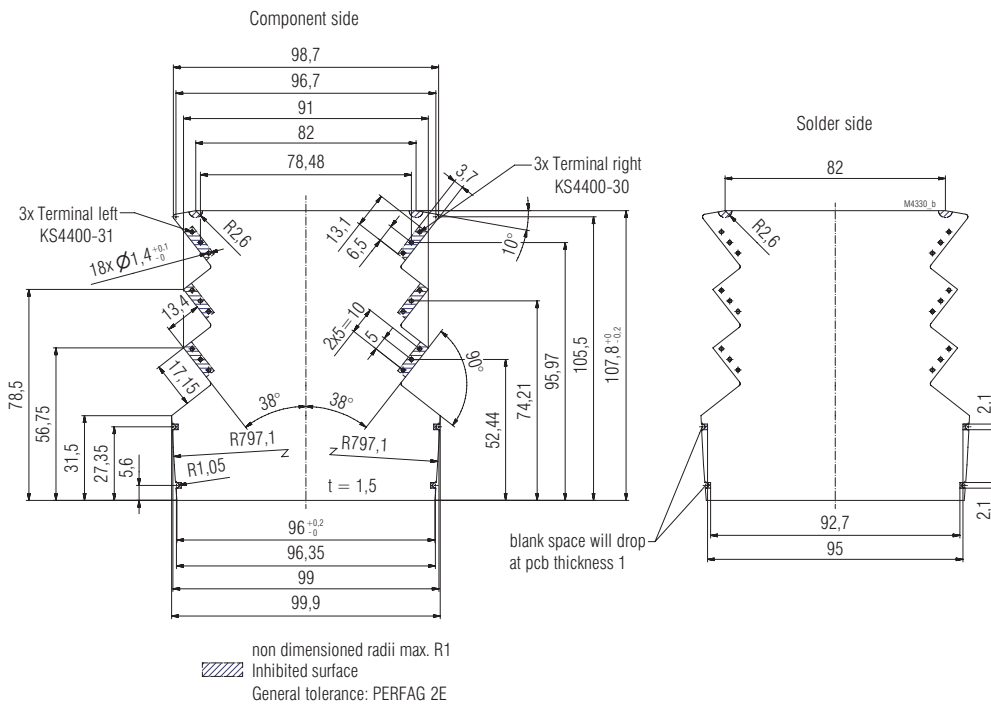 Component side
98,7
96,7
91
82
78,48
3x Terminal left
KS4400-31
3x Terminal right
KS4400-30
3,7
13,1
6,5
10°
R2,6
18x Ø1,4 +0,1 -0
13,4
2x5=10
5
90°
17,15
38°
38°
78,5
56,75
31,5
27,35
5,6
R797,1
R797,1
R1,05
t = 1,5
52,44
74,21
95,97
105,5
107,8 +0 -0,2
96 +0,2 -0
96,35
99
99,9
Solder side
82
M4330_b
R2,6
2,1
2,1
blank space will drop
at pcb thickness 1
92,7
95
non dimensioned radii max. R1
Inhibited surface
General tolerance: PERFAG 2E